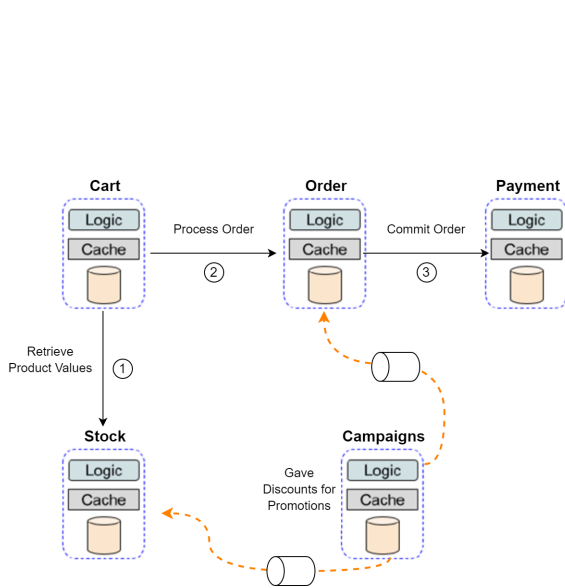 Cart
Order
Payment
Logic
Logic
Logic
Process Order
Commit Order
Cache
Cache
Cache
2
3
Retrieve
Product Values
1
Stock
Campaigns
Logic
Logic
Gave
Discounts for
Promotions
Cache
Cache